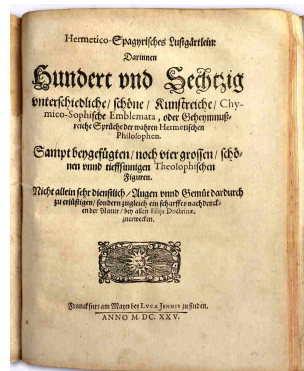 Hermetico-Spagyrisches Lustgärtlein:
Darinnen
Hundert vnd Sechtzig
vnterschiedliche/ schöne/ Kunstreiche/ Chy-
mico-Sophische Emblemata, oder Geheymnuß-
reiche Sprüche der wahren Hermetischen
Philosophen.
Sampt beygefügten/ noch vier grossen/ schö-
nen vnnd tieffsinnigen Theosophischen
Figuren.
Nicht allein sehr dienstlich/ Augen vnnd Gemüt dardurch
zu erlüstigen/ sondern zugleich ein scharffes nachdenck-
en der Natur/ bey allen Filijs Doctrinæ,
zuerwecken.
Franckfurt am Mayn bey LVCA JENNIS zu finden.
ANNO M. DC. XXV.